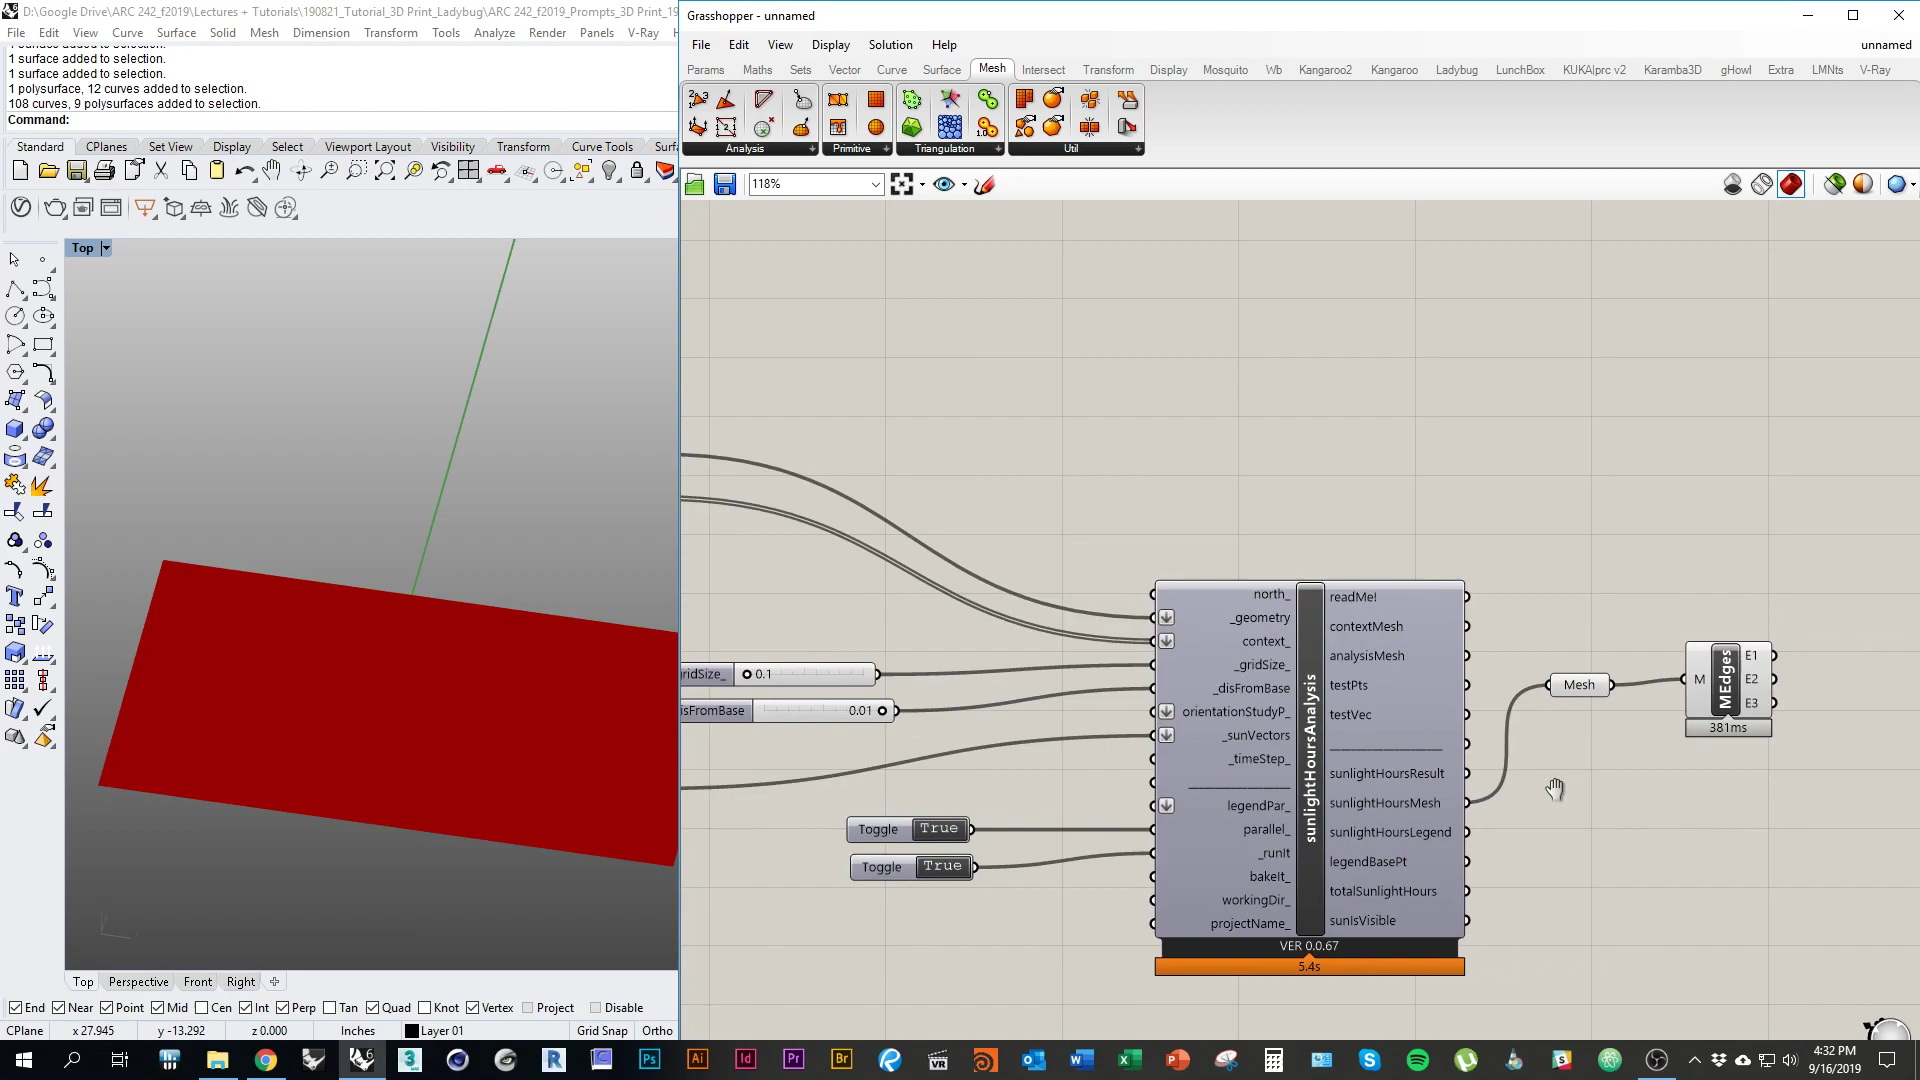 D:\Google Drive\ARC 242_f2019\Lectures + Tutorials\190821_Tutorial_3D Print_Ladybug\ARC 242_f2019_Prompts_3D Print_19
File Edit View Curve Surface Solid Mesh Dimension Transform Tools Analyze Render Panels V-Ray
1 surface added to selection.
1 surface added to selection.
1 polysurface, 12 curves added to selection.
108 curves, 9 polysurfaces added to selection.
Command:
Standard CPlanes Set View Display Select Viewport Layout Visibility Transform Curve Tools Surf
Top
Top Perspective Front Right
End Near Point Mid Cen Int Perp Tan Quad Knot Vertex Project Disable
CPlane x 27.945 y -13.292 z 0.000 Inches Layer 01 Grid Snap Ortho
Grasshopper - unnamed
File Edit View Display Solution Help unnamed
Params Maths Sets Vector Curve Surface Mesh Intersect Transform Display Mosquito Wb Kangaroo2 Kangaroo Ladybug LunchBox KUKA|prc v2 Karamba3D gHowl Extra LMNts V-Ray
Analysis Primitive Triangulation Util
118%
ridSize_ 0.1
isFromBase 0.01
Toggle True
Toggle True
north_
_geometry
context_
_gridSize_
_disFromBase
orientationStudyP_
_sunVectors
_timeStep_
legendPar_
parallel_
_runIt
bakeIt_
workingDir_
projectName_
sunlightHoursAnalysis
readMe!
contextMesh
analysisMesh
testPts
testVec
sunlightHoursResult
sunlightHoursMesh
sunlightHoursLegend
legendBasePt
totalSunlightHours
sunIsVisible
VER 0.0.67
5.4s
Mesh
M MEdges E1
E2
E3
381ms
4:32 PM
9/16/2019